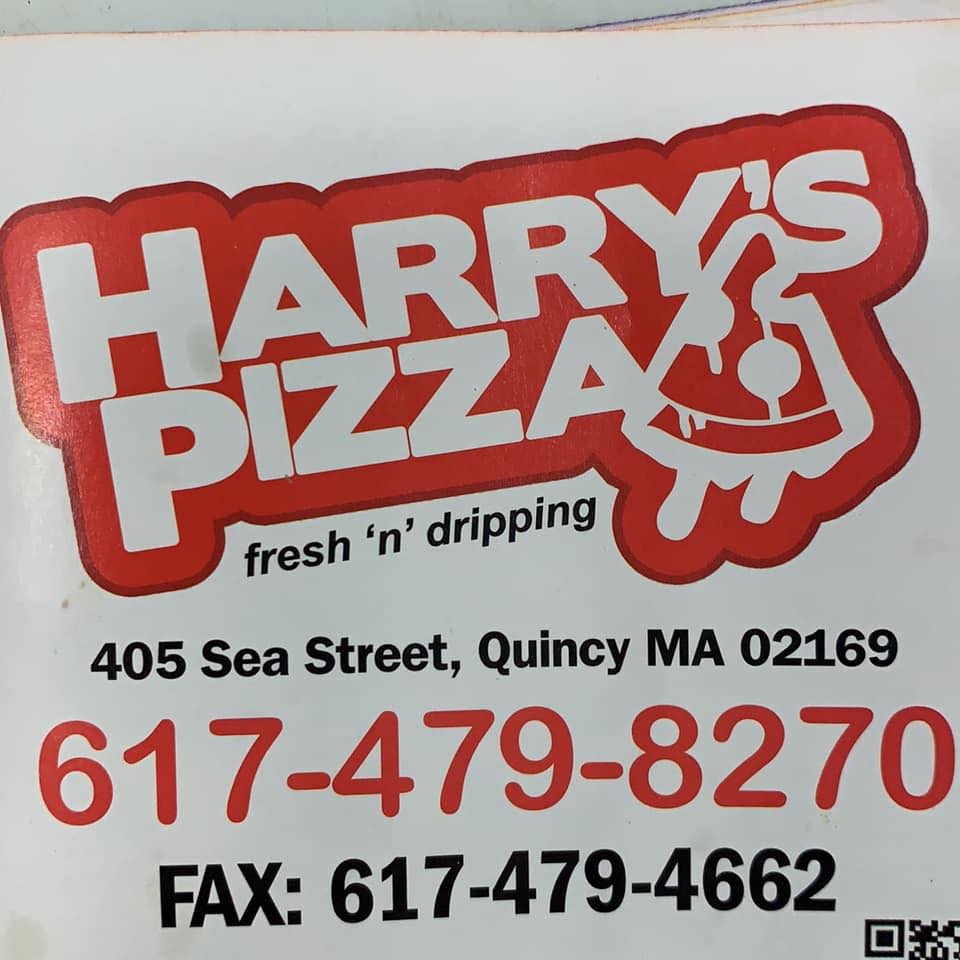 HARRY'S
PIZZA
fresh 'n' dripping
405 Sea Street, Quincy MA 02169
617-479-8270
FAX: 617-479-4662